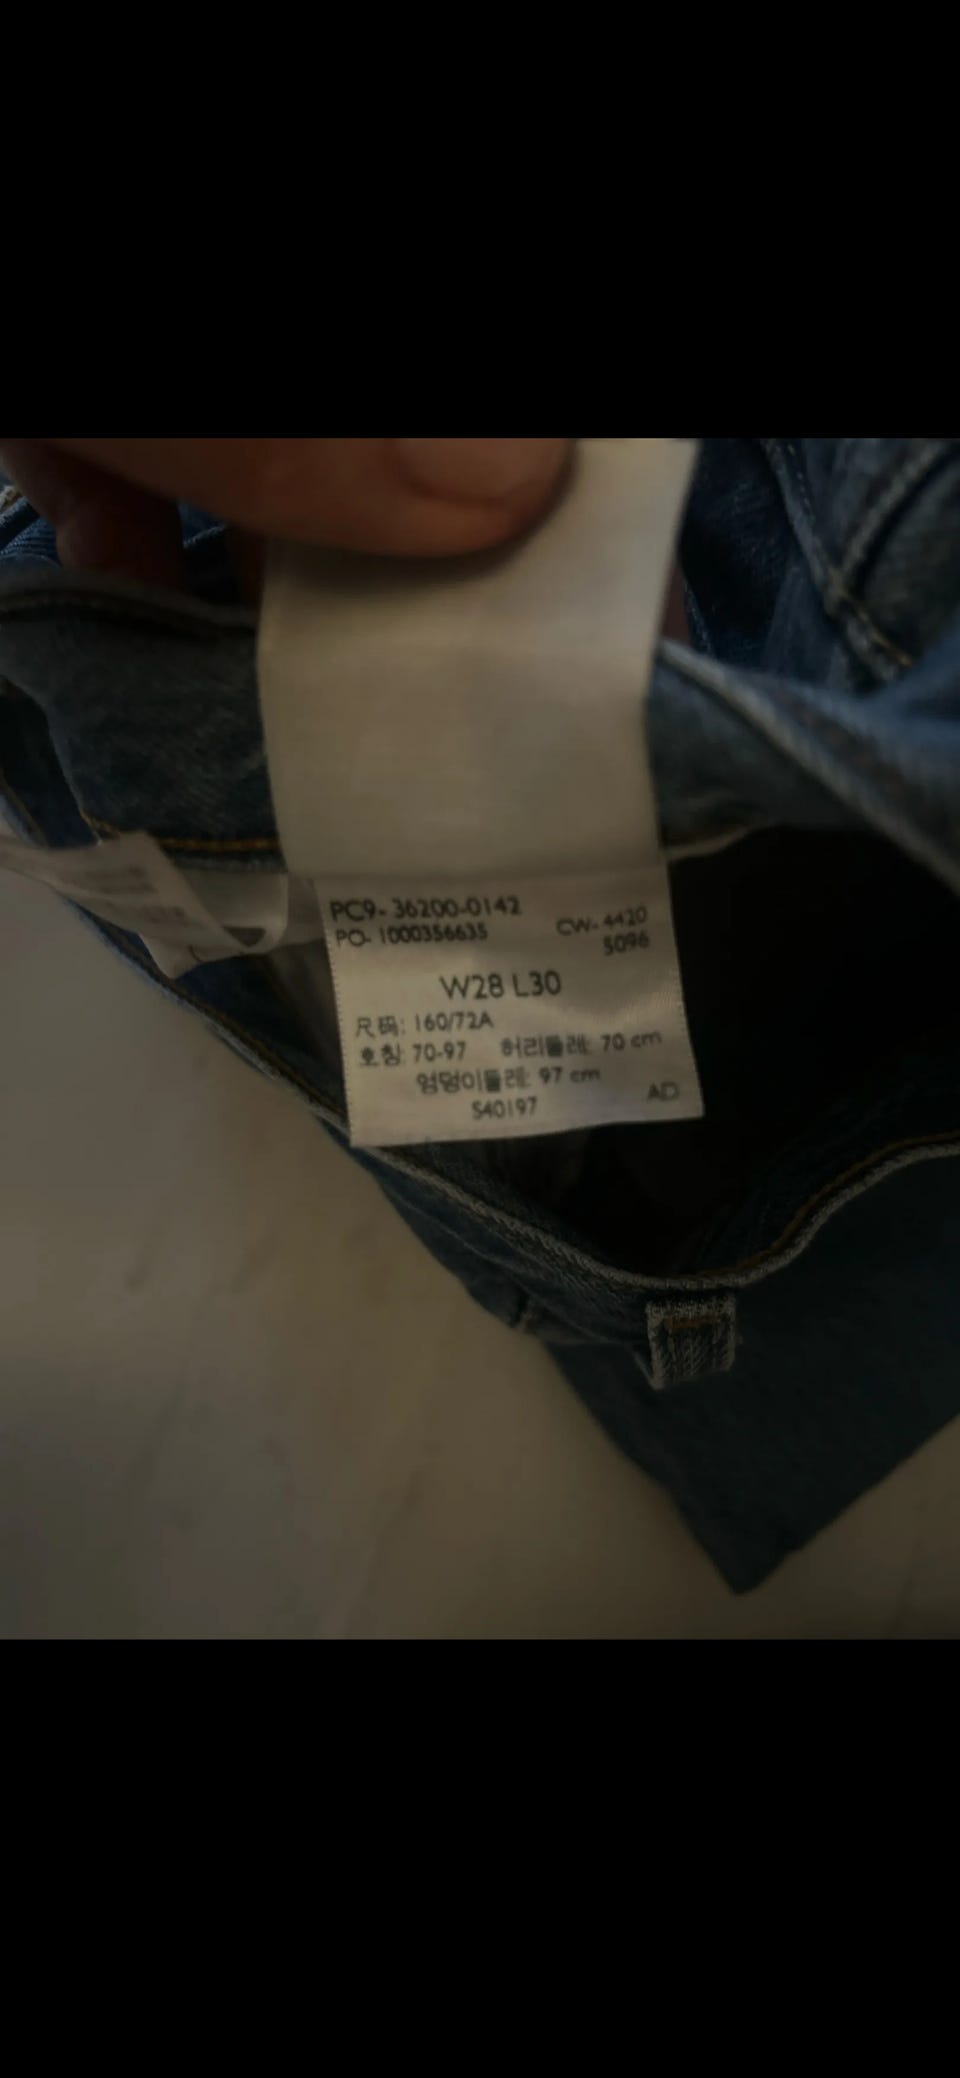 PC9- 36200-0142
PO- 1000356635
CW- 4420
5096
W28 L30
尺码: 160/72A
호칭: 70-97 허리둘레: 70 cm
엉덩이둘레: 97 cm
S40197
AD